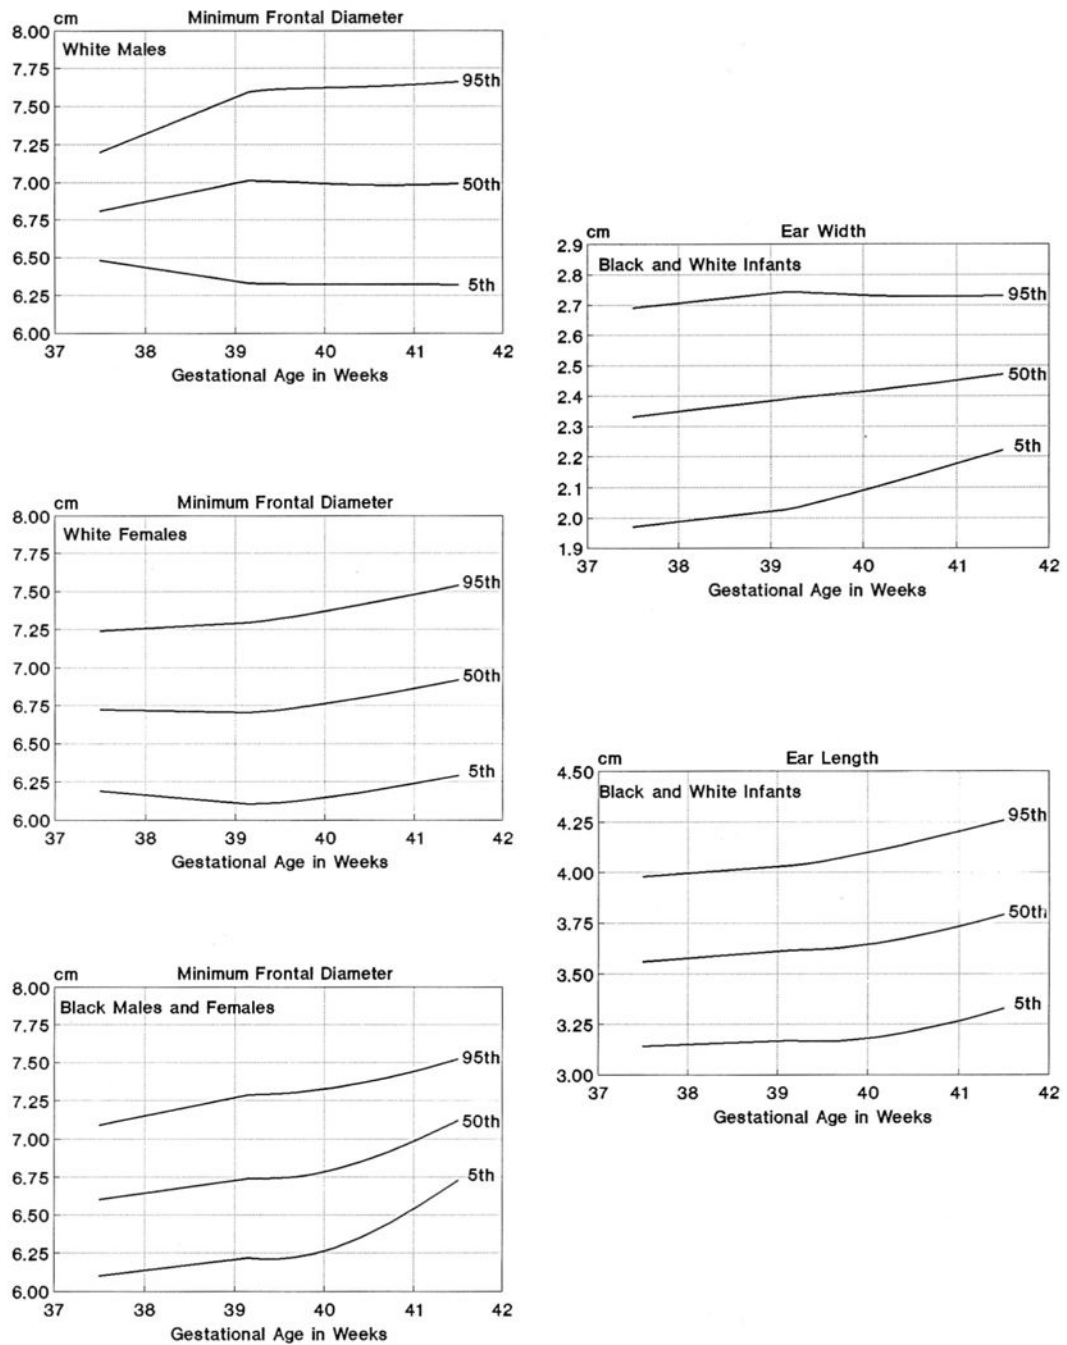 cm Minimum Frontal Diameter
8.00
White Males
7.75
95th
7.50
7.25
7.00
50th
6.75
6.50
6.25
5th
6.00
37 38 39 40 41 42
Gestational Age in Weeks
cm Minimum Frontal Diameter
8.00
White Females
7.75
7.50
95th
7.25
7.00
50th
6.75
6.50
6.25
5th
6.00
37 38 39 40 41 42
Gestational Age in Weeks
cm Minimum Frontal Diameter
8.00
Black Males and Females
7.75
7.50
95th
7.25
7.00
50th
6.75
5th
6.50
6.25
6.00
37 38 39 40 41 42
Gestational Age in Weeks
cm Ear Width
2.9
Black and White Infants
2.8
2.7
95th
2.6
2.5
50th
2.4
2.3
5th
2.2
2.1
2.0
1.9
37 38 39 40 41 42
Gestational Age in Weeks
cm Ear Length
4.50
Black and White Infants
4.25
95th
4.00
3.75
50th
3.50
3.25
5th
3.00
37 38 39 40 41 42
Gestational Age in Weeks